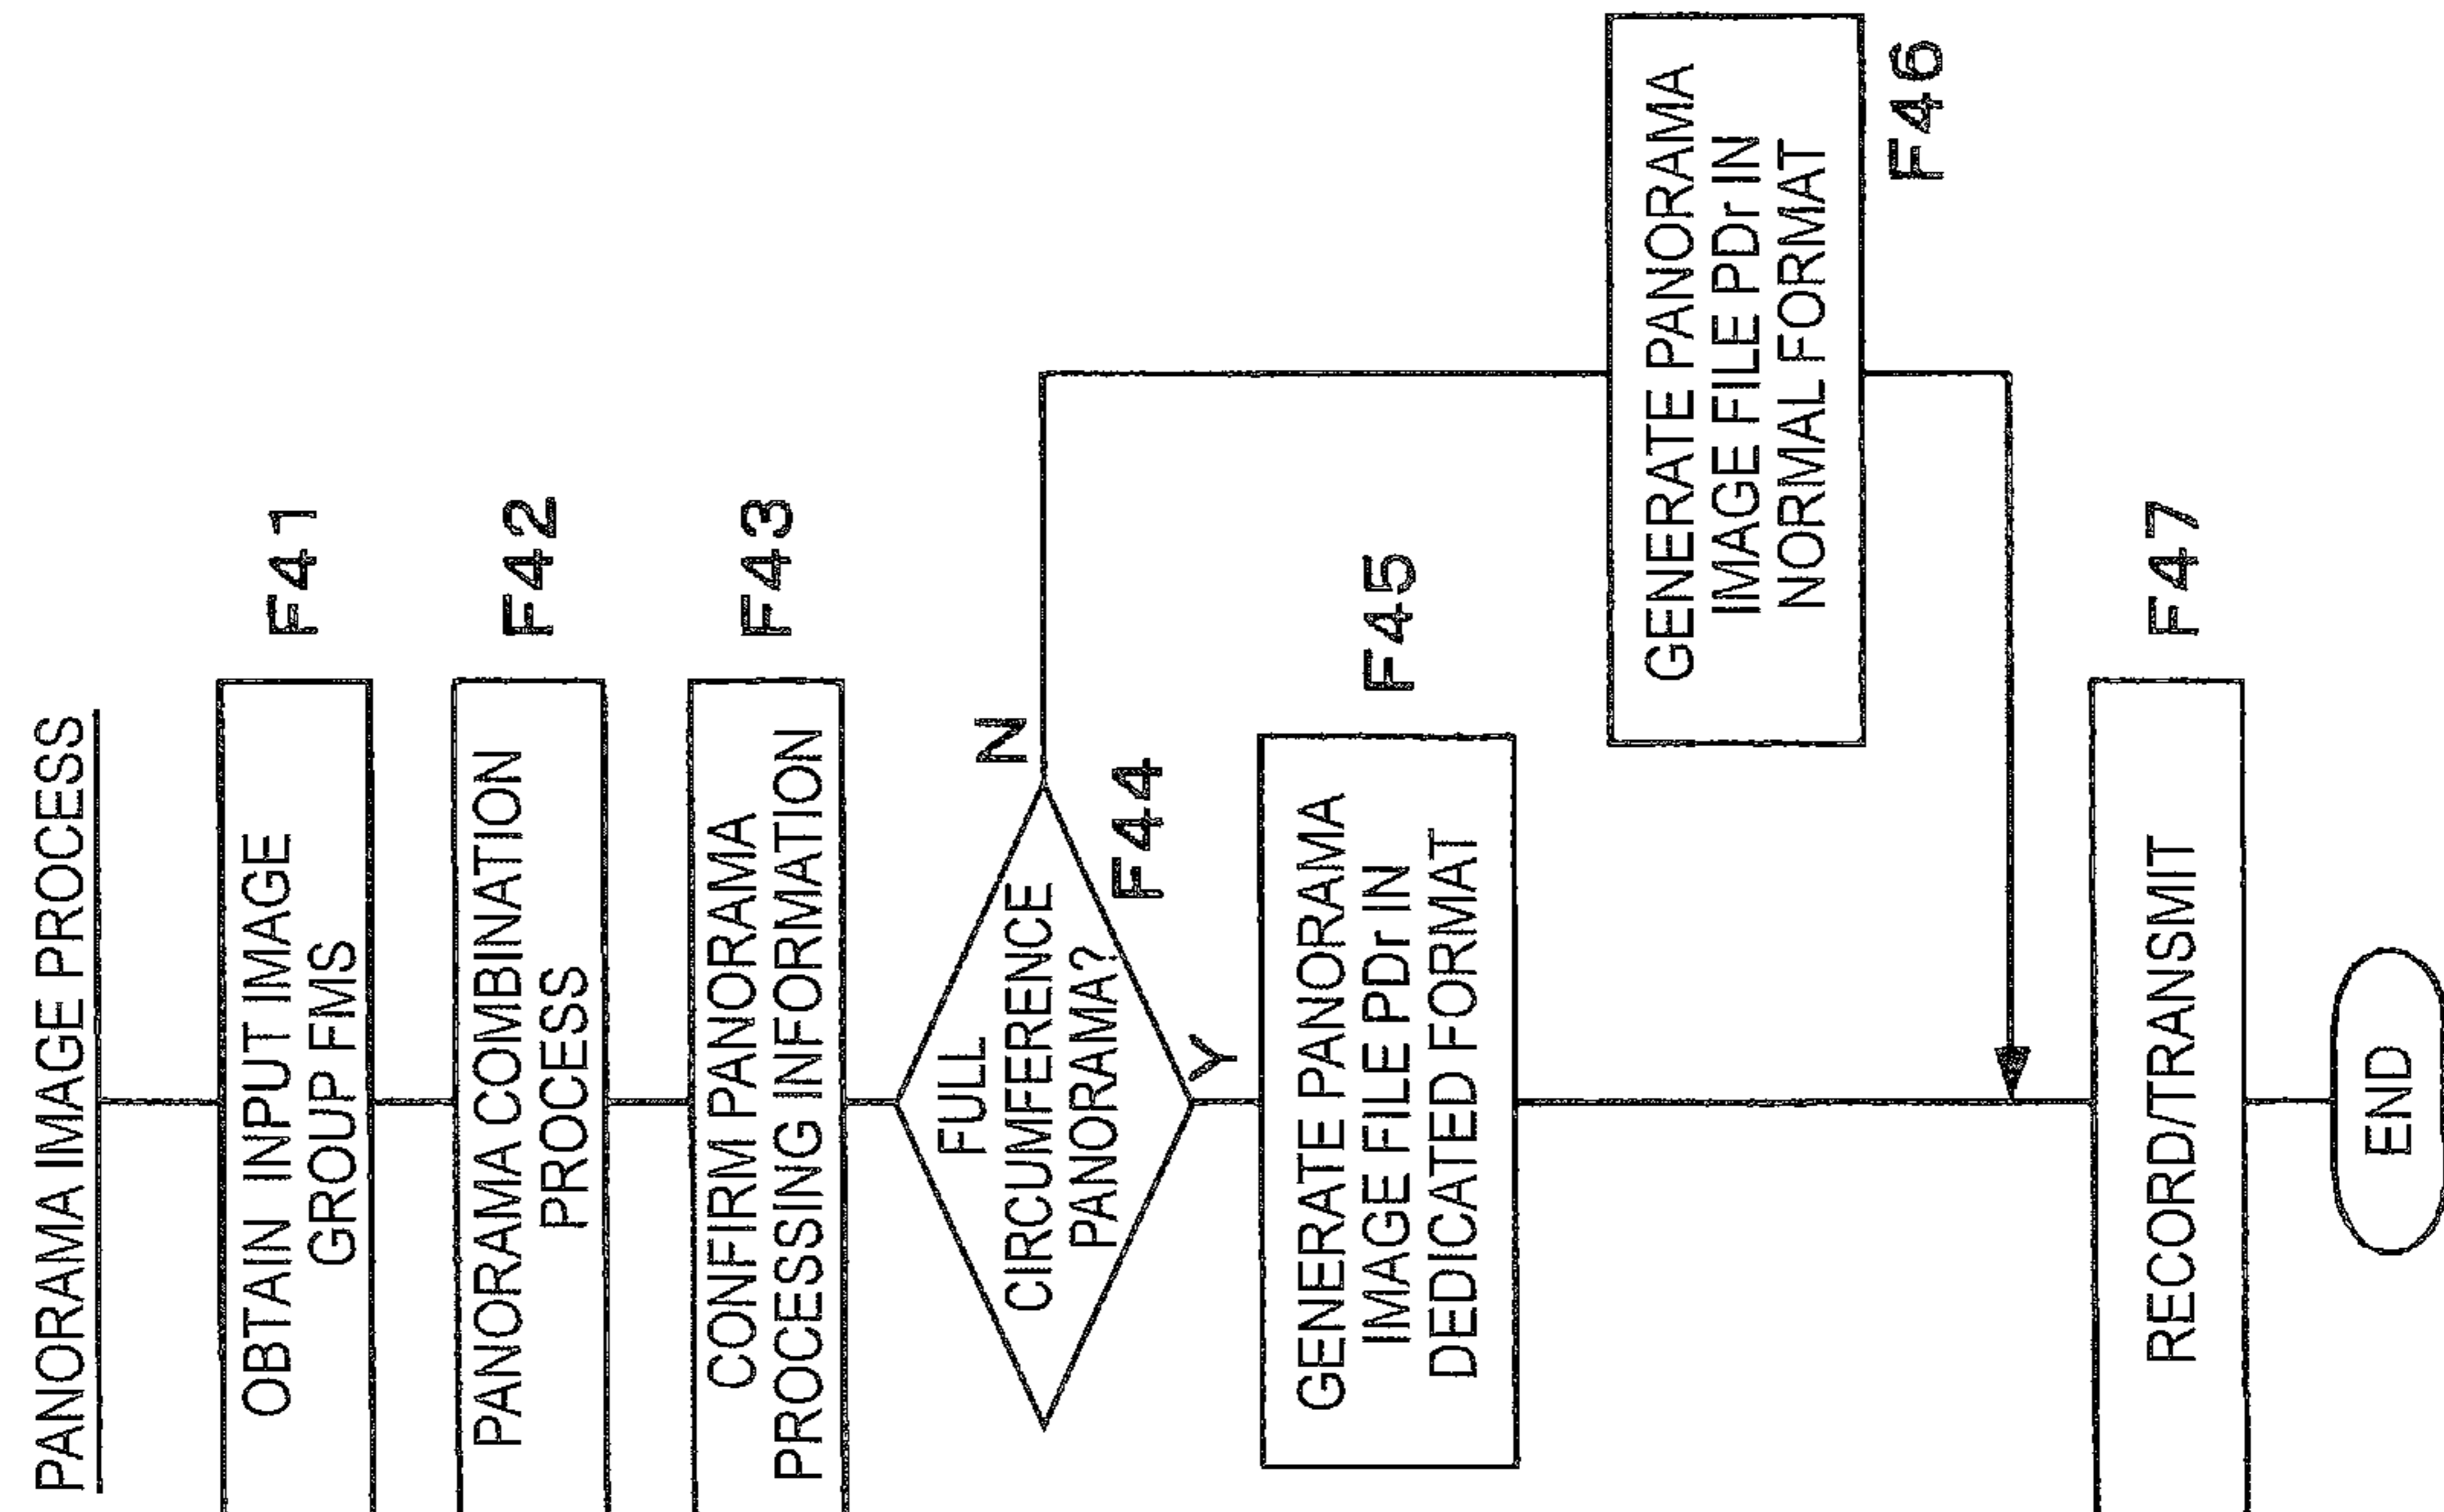 PANORAMA IMAGE PROCESS
OBTAIN INPUT IMAGE
GROUP FMS
F41
PANORAMA COMBINATION
PROCESS
F42
CONFIRM PANORAMA
PROCESSING INFORMATION
F43
FULL
CIRCUMFERENCE
PANORAMA?
N
F44
Y
GENERATE PANORAMA
IMAGE FILE PDr IN
DEDICATED FORMAT
F45
GENERATE PANORAMA
IMAGE FILE PDr IN
NORMAL FORMAT
F46
RECORD/TRANSMIT
F47
END